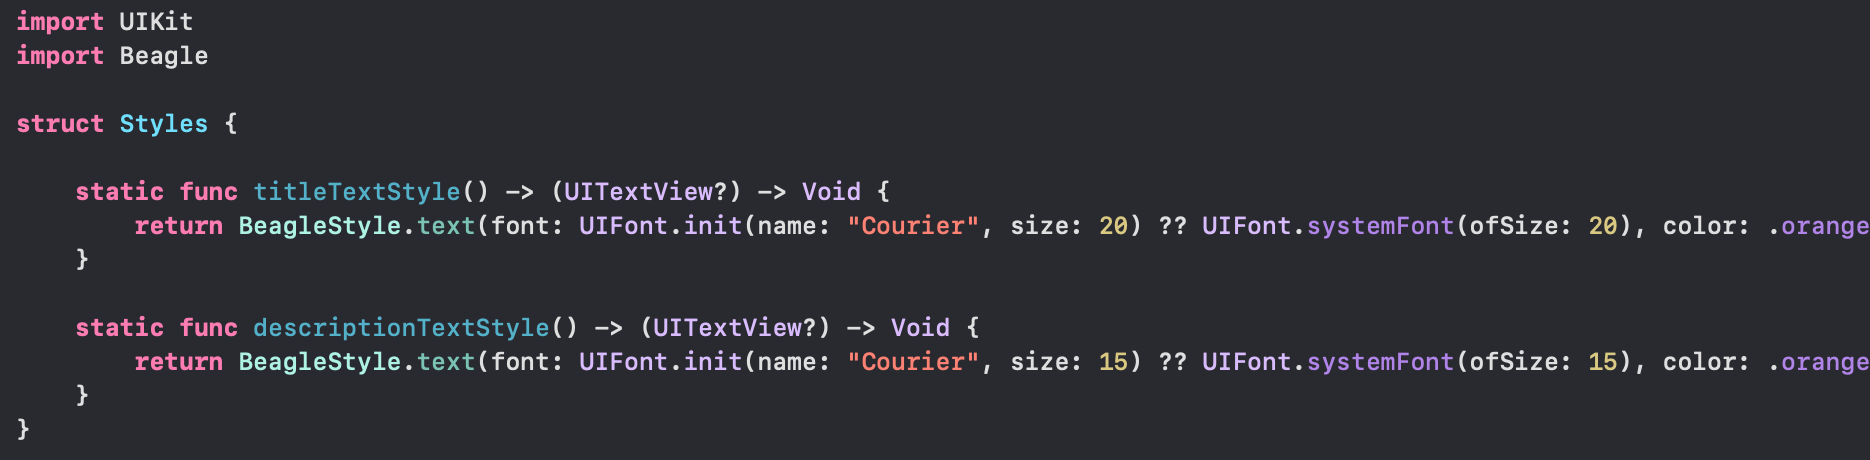 import UIKit
import Beagle
struct Styles {
static func titleTextStyle() -> (UITextView?) -> Void {
return BeagleStyle.text(font: UIFont.init(name: "Courier", size: 20) ?? UIFont.systemFont(ofSize: 20), color: .orange
}
static func descriptionTextStyle() -> (UITextView?) -> Void {
return BeagleStyle.text(font: UIFont.init(name: "Courier", size: 15) ?? UIFont.systemFont(ofSize: 15), color: .orange
}
}